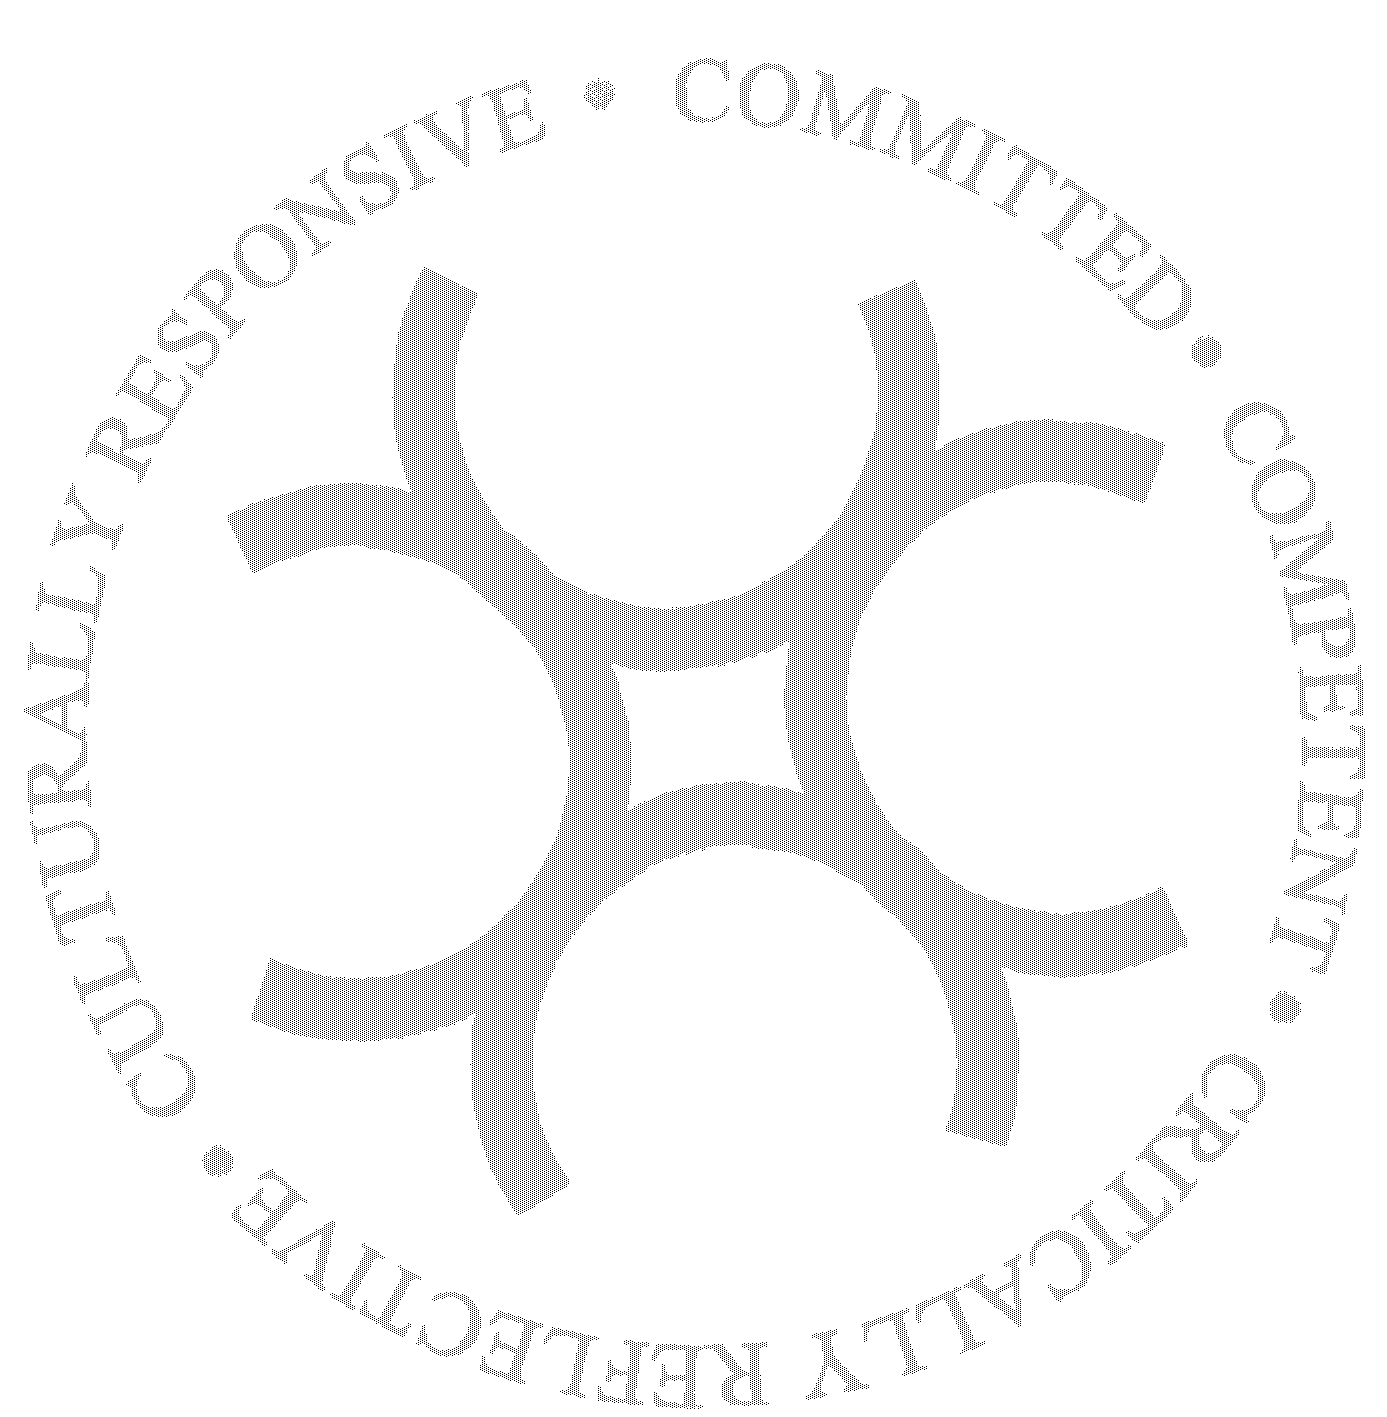 COMMITTED • COMPETENT • CRITICALLY REFLECTIVE • CULTURALLY RESPONSIVE •